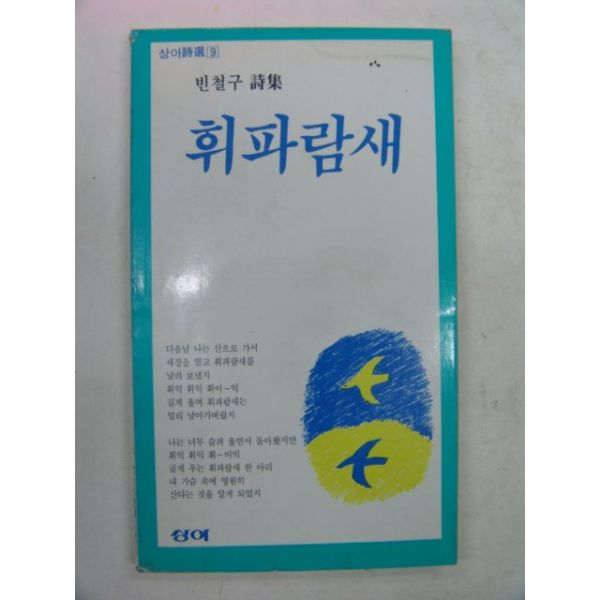 상아詩選 9
빈철구 詩集
휘파람새
다음날 나는 산으로 가서
새장을 열고 휘파람새를
날려 보냈지
휘익 휘익 휘이−익
길게 울며 휘파람새는
멀리 날아가버렸지
나는 너무 슬퍼 울면서 돌아왔지만
휘익 휘익 휘−이익
곱게 우는 휘파람새 한 마리
내 가슴 속에 영원히
산다는 것을 알게 되었지
상아